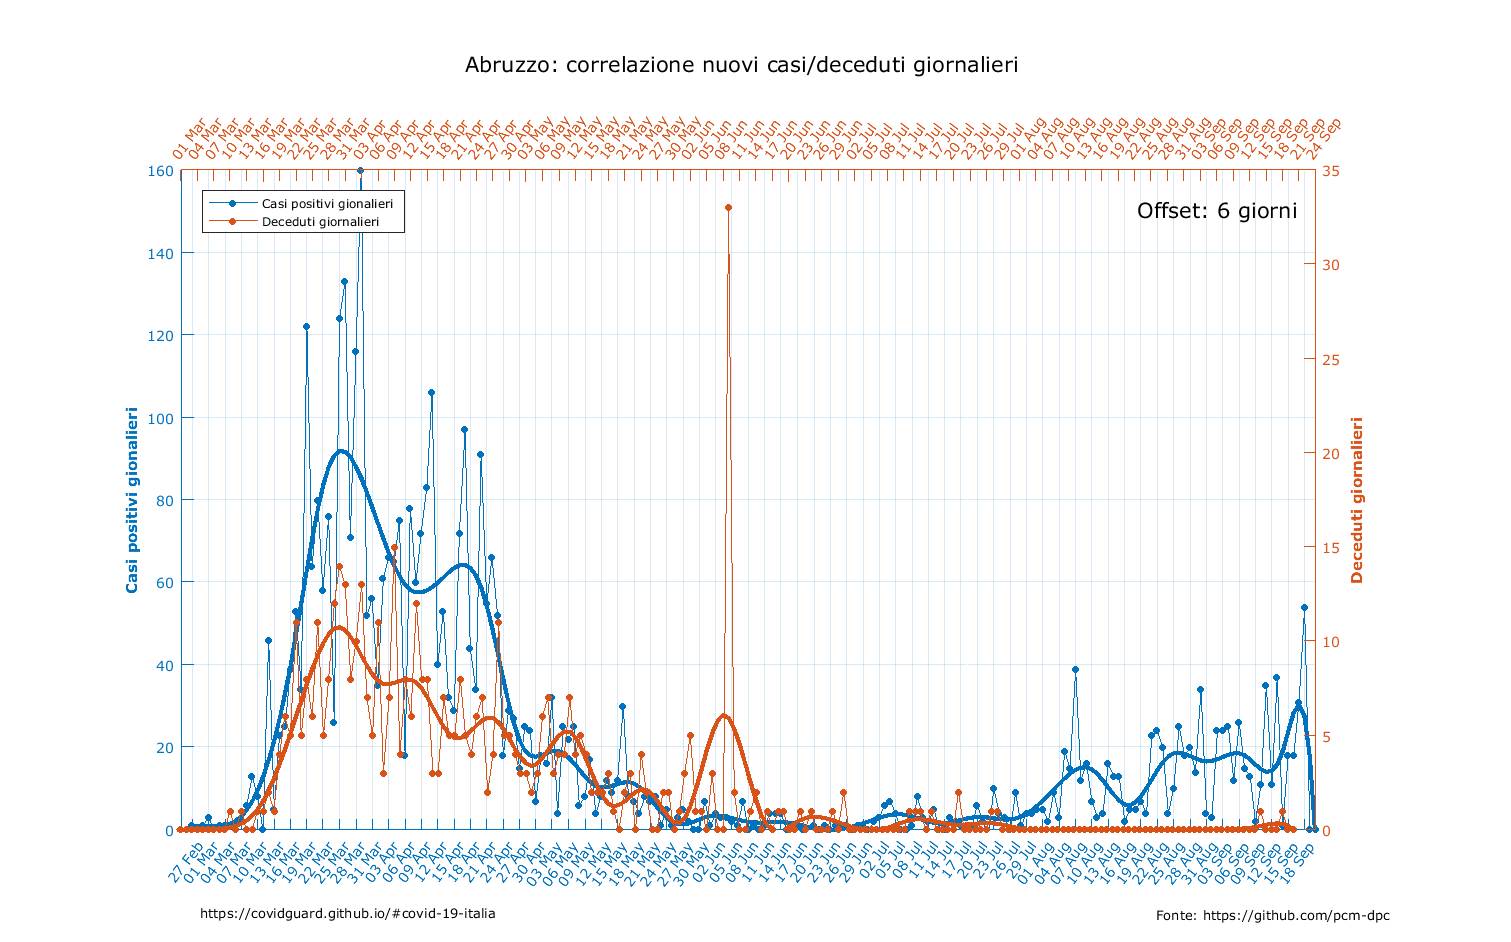 Abruzzo: correlazione nuovi casi/deceduti giornalieri
01 Mar
04 Mar
07 Mar
10 Mar
13 Mar
16 Mar
19 Mar
22 Mar
25 Mar
28 Mar
31 Mar
03 Apr
06 Apr
09 Apr
12 Apr
15 Apr
18 Apr
21 Apr
24 Apr
27 Apr
30 Apr
03 May
06 May
09 May
12 May
15 May
18 May
21 May
24 May
27 May
30 May
02 Jun
05 Jun
08 Jun
11 Jun
14 Jun
17 Jun
20 Jun
23 Jun
26 Jun
29 Jun
02 Jul
05 Jul
08 Jul
11 Jul
14 Jul
17 Jul
20 Jul
23 Jul
26 Jul
29 Jul
01 Aug
04 Aug
07 Aug
10 Aug
13 Aug
16 Aug
19 Aug
22 Aug
25 Aug
28 Aug
31 Aug
03 Sep
06 Sep
09 Sep
12 Sep
15 Sep
18 Sep
21 Sep
24 Sep
160
140
120
100
80
60
40
20
0
Casi positivi gionalieri
Casi positivi gionalieri
Deceduti giornalieri
Offset: 6 giorni
35
30
25
20
15
10
5
0
Deceduti giornalieri
27 Feb
01 Mar
04 Mar
07 Mar
10 Mar
13 Mar
16 Mar
19 Mar
22 Mar
25 Mar
28 Mar
31 Mar
03 Apr
06 Apr
09 Apr
12 Apr
15 Apr
18 Apr
21 Apr
24 Apr
27 Apr
30 Apr
03 May
06 May
09 May
12 May
15 May
18 May
21 May
24 May
27 May
30 May
02 Jun
05 Jun
08 Jun
11 Jun
14 Jun
17 Jun
20 Jun
23 Jun
26 Jun
29 Jun
02 Jul
05 Jul
08 Jul
11 Jul
14 Jul
17 Jul
20 Jul
23 Jul
26 Jul
29 Jul
01 Aug
04 Aug
07 Aug
10 Aug
13 Aug
16 Aug
19 Aug
22 Aug
25 Aug
28 Aug
31 Aug
03 Sep
06 Sep
09 Sep
12 Sep
15 Sep
18 Sep
https://covidguard.github.io/#covid-19-italia
Fonte: https://github.com/pcm-dpc